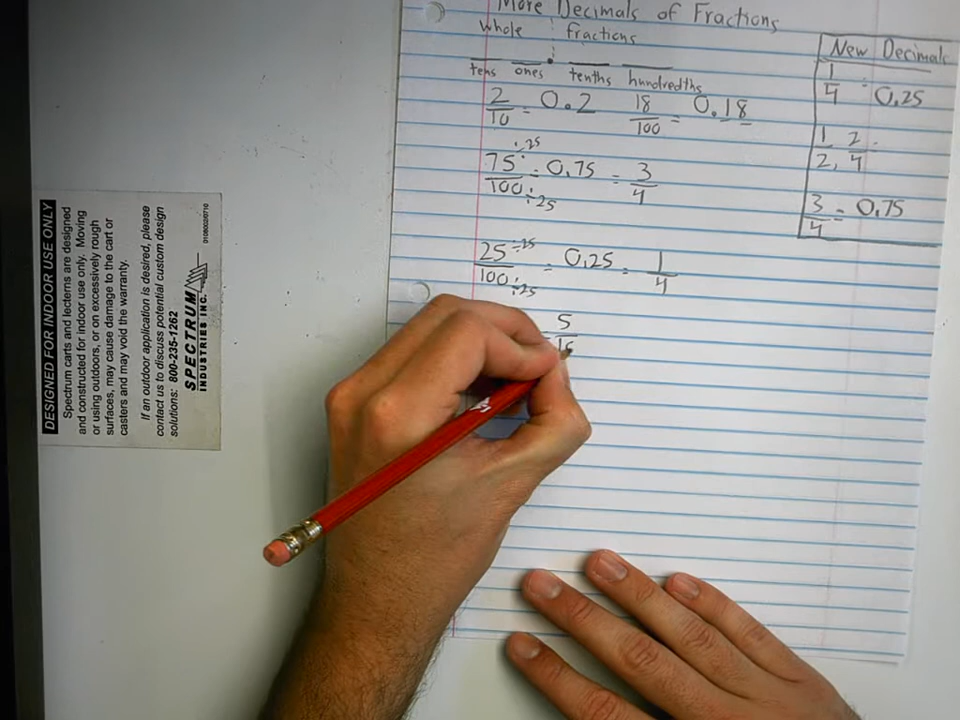 More Decimals of Fractions
whole : fractions
tens ones . tenths hundredths
2/10 = 0.2 18/100 = 0.18
75/100 ÷25 ÷25 = 0.75 = 3/4
25/100 ÷25 ÷25 = 0.25 = 1/4
= 5
New Decimals
1/4 = 0.25
1/2, 2/4
3/4 = 0.75
DESIGNED FOR INDOOR USE ONLY
Spectrum carts and lecterns are designed
and constructed for indoor use only. Moving
or using outdoors, or on excessively rough
surfaces, may cause damage to the cart or
casters and may void the warranty.
If an outdoor application is desired, please
contact us to discuss potential custom design
solutions: 800-235-1262
SPECTRUM
INDUSTRIES INC.